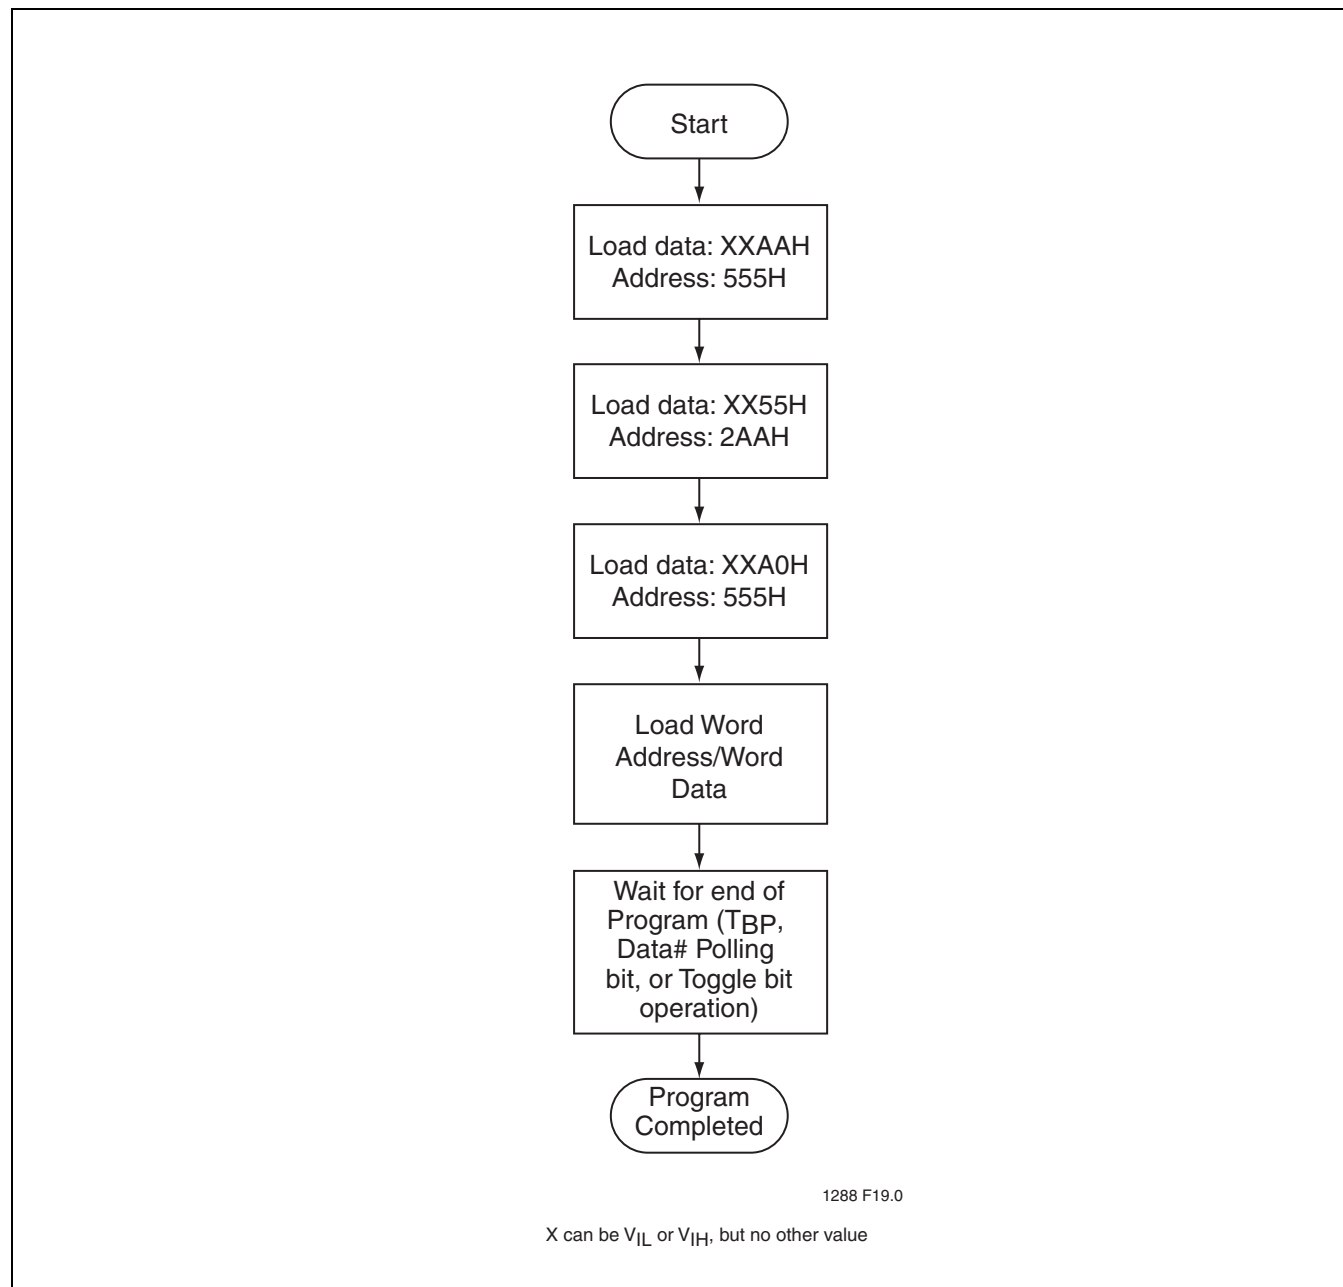 Start
Load data: XXAAH
Address: 555H
Load data: XX55H
Address: 2AAH
Load data: XXA0H
Address: 555H
Load Word
Address/Word
Data
Wait for end of
Program (TBP,
Data# Polling
bit, or Toggle bit
operation)
Program
Completed
1288 F19.0
X can be VIL or VIH, but no other value